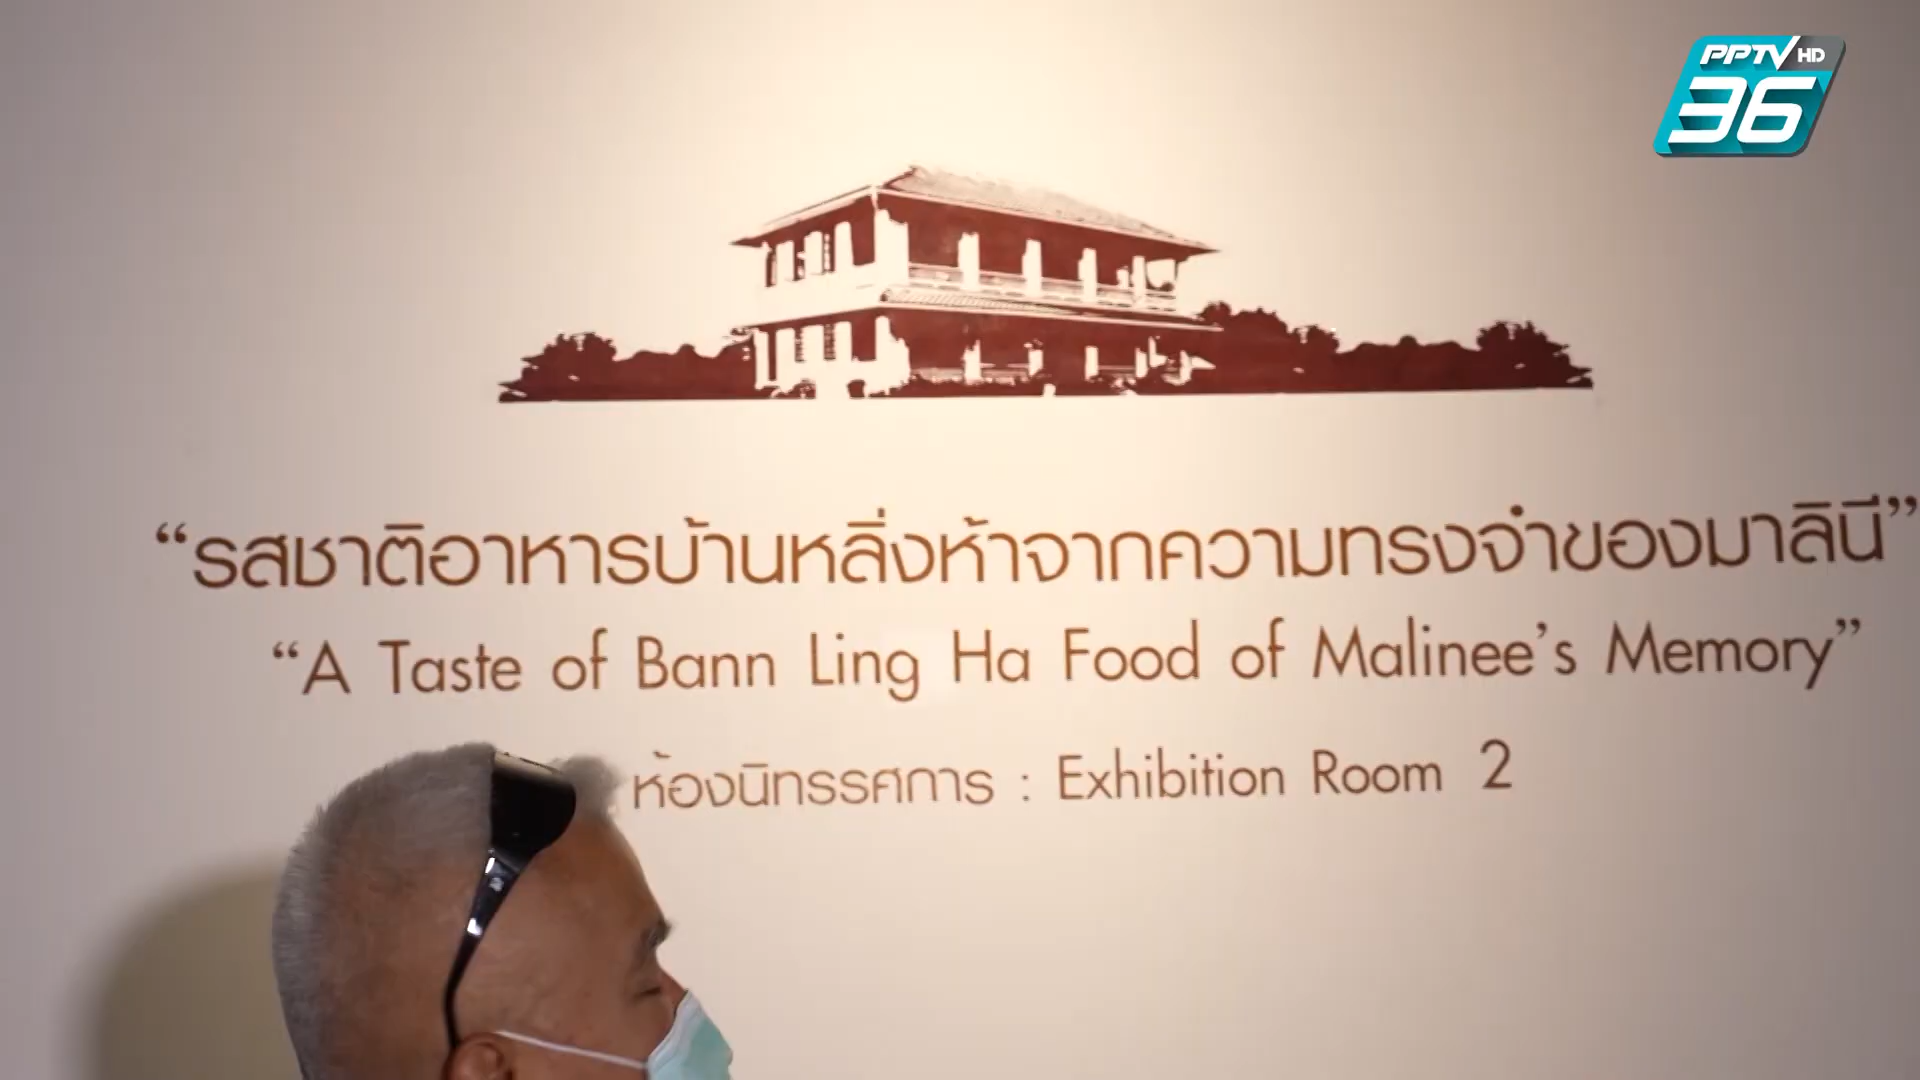 PPTV HD
36
“รสชาติอาหารบ้านหลิ่งห้าจากความทรงจำของมาลินี”
“A Taste of Bann Ling Ha Food of Malinee’s Memory”
ห้องนิทรรศการ : Exhibition Room 2